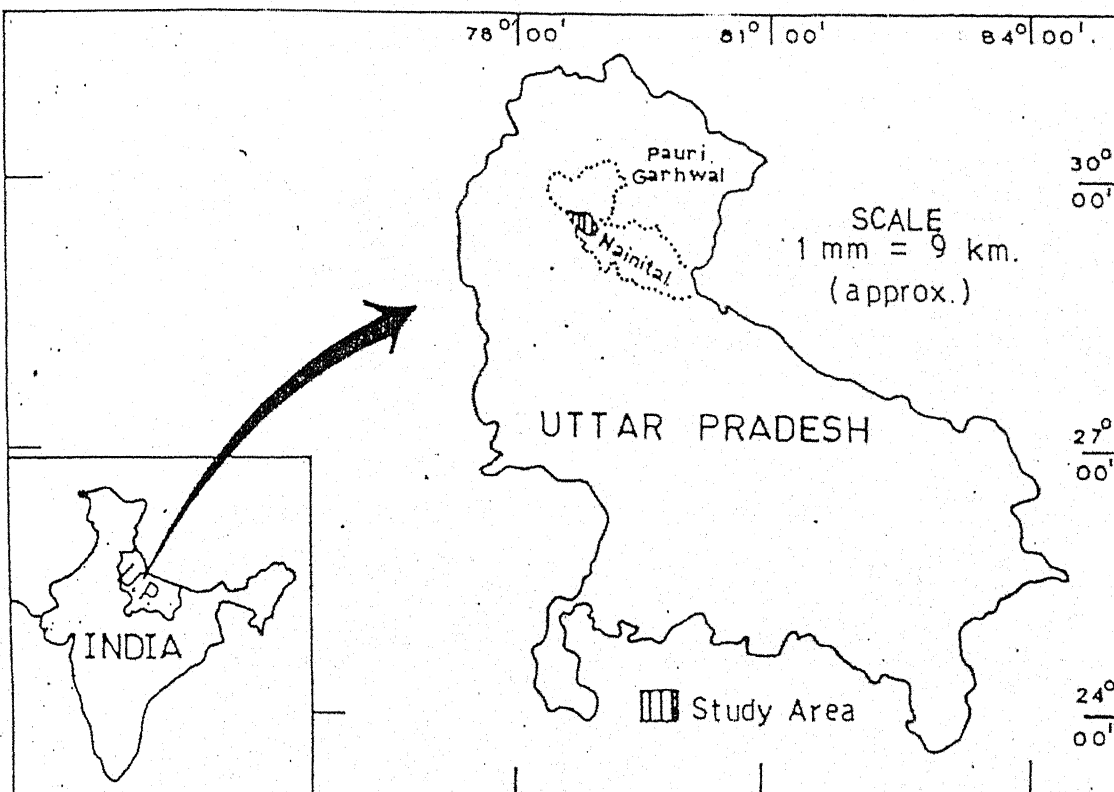 78° 00' 81° 00' 84° 00'.
Pauri
Garhwal
30°
00'
SCALE
1 mm = 9 km.
(approx.)
Nainital
UTTAR PRADESH
27°
00'
U P
INDIA
Study Area
24°
00'